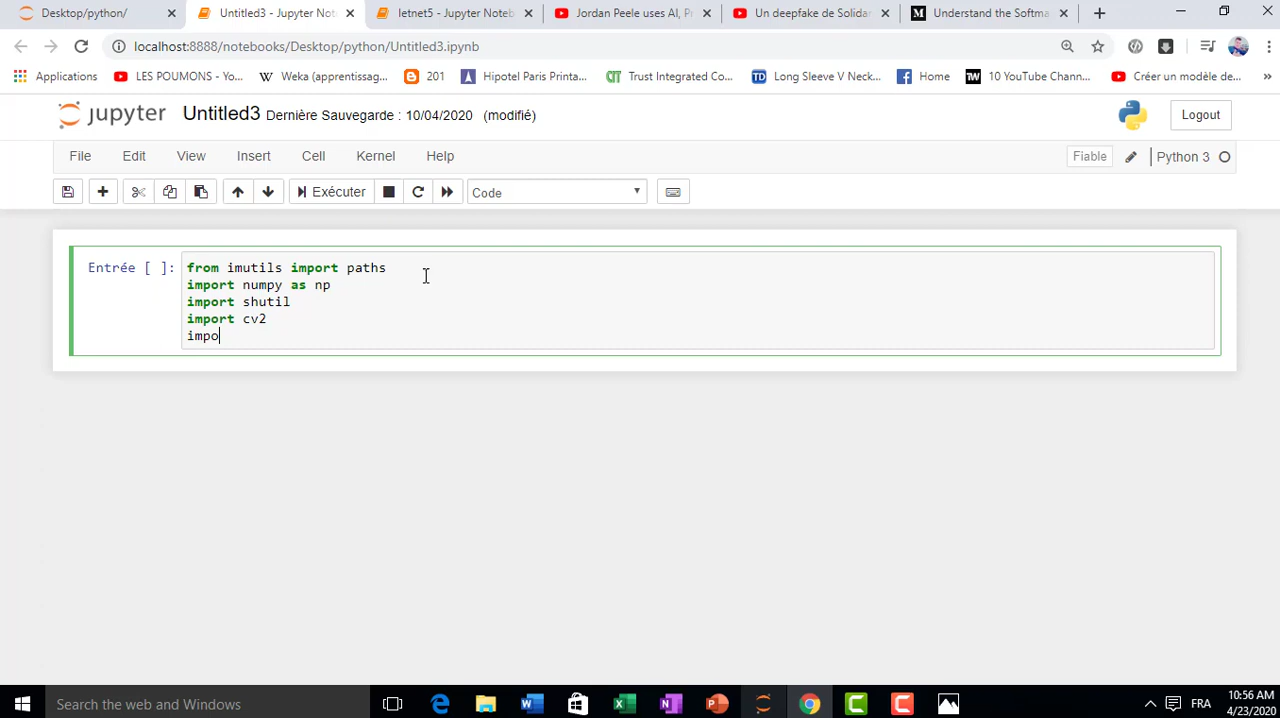 Desktop/python/
Untitled3 - Jupyter Not
letnet5 - Jupyter Noteb
Jordan Peele uses AI, Pr
Un deepfake de Solidar
Understand the Softma
localhost:8888/notebooks/Desktop/python/Untitled3.ipynb
Applications
LES POUMONS - Yo...
Weka (apprentissag...
201
Hipotel Paris Printa...
Trust Integrated Co...
Long Sleeve V Neck...
Home
10 YouTube Chann...
Créer un modèle de...
jupyter
Untitled3
Dernière Sauvegarde : 10/04/2020 (modifié)
Logout
File Edit View Insert Cell Kernel Help
Fiable
Python 3
Exécuter
Code
Entrée [ ]:
from imutils import paths
import numpy as np
import shutil
import cv2
impo
Search the web and Windows
FRA
10:56 AM
4/23/2020